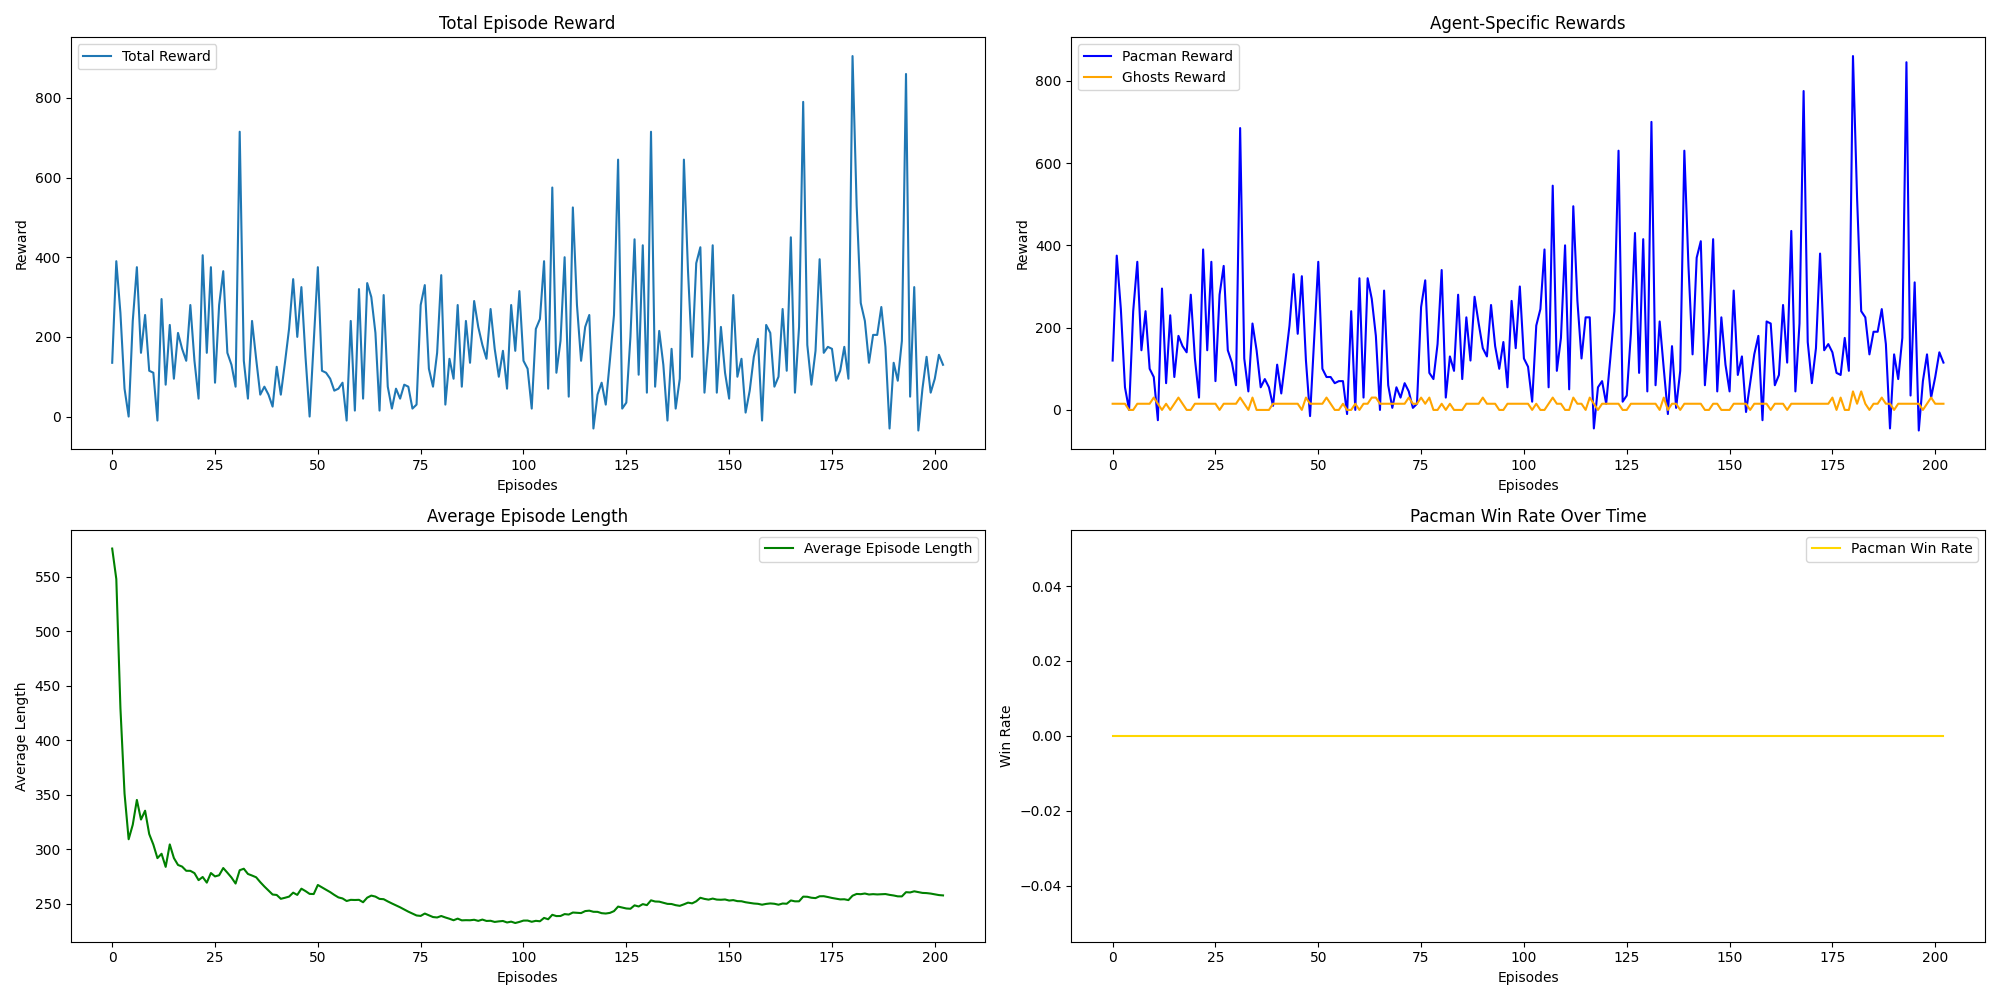 Total Episode Reward
Total Reward
Reward
800
600
400
200
0
0 25 50 75 100 125 150 175 200
Episodes
Agent-Specific Rewards
Pacman Reward
Ghosts Reward
Reward
800
600
400
200
0
0 25 50 75 100 125 150 175 200
Episodes
Average Episode Length
Average Episode Length
Average Length
550
500
450
400
350
300
250
0 25 50 75 100 125 150 175 200
Episodes
Pacman Win Rate Over Time
Pacman Win Rate
Win Rate
0.04
0.02
0.00
−0.02
−0.04
0 25 50 75 100 125 150 175 200
Episodes